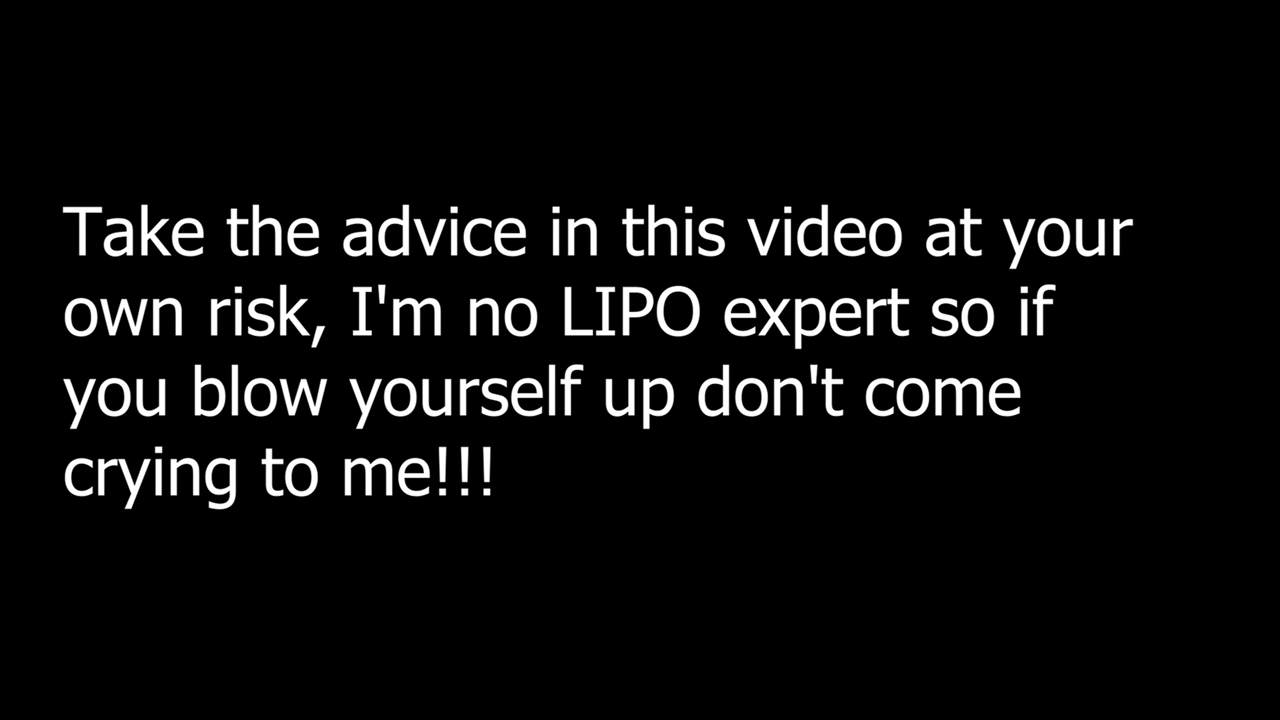 Take the advice in this video at your
own risk, I'm no LIPO expert so if
you blow yourself up don't come
crying to me!!!